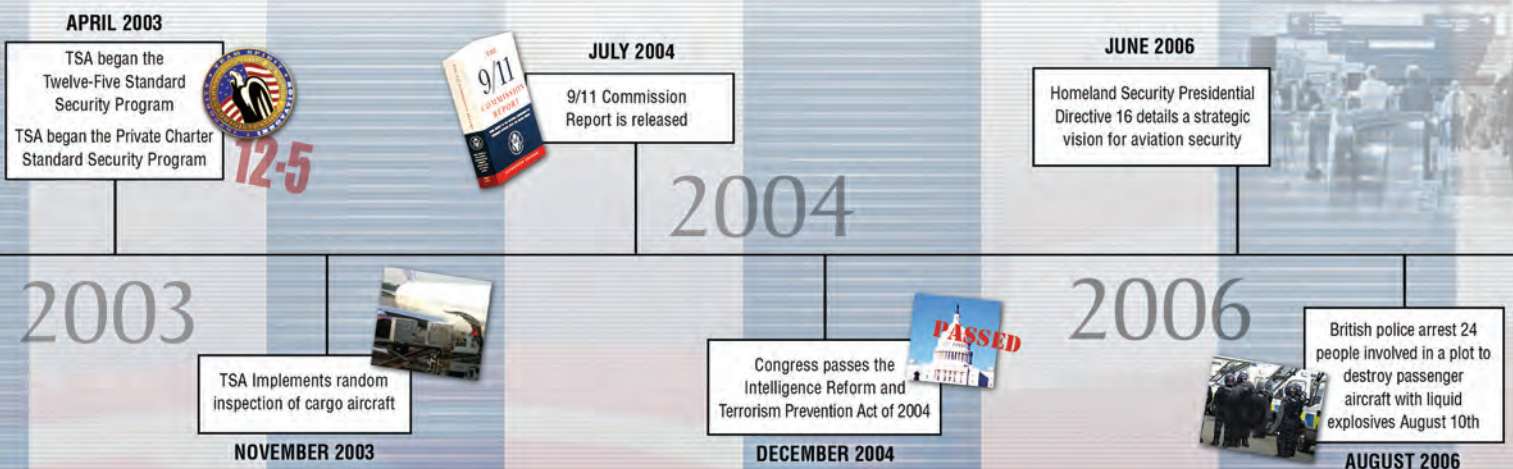 APRIL 2003
TSA began the
Twelve-Five Standard
Security Program
TSA began the Private Charter
Standard Security Program
TEAM SPIRIT
INTEGRITY
12-5
2003
TSA Implements random
inspection of cargo aircraft
NOVEMBER 2003
THE
9/11
COMMISSION
REPORT
JULY 2004
9/11 Commission
Report is released
2004
Congress passes the
Intelligence Reform and
Terrorism Prevention Act of 2004
PASSED
DECEMBER 2004
JUNE 2006
Homeland Security Presidential
Directive 16 details a strategic
vision for aviation security
2006
British police arrest 24
people involved in a plot to
destroy passenger
aircraft with liquid
explosives August 10th
AUGUST 2006